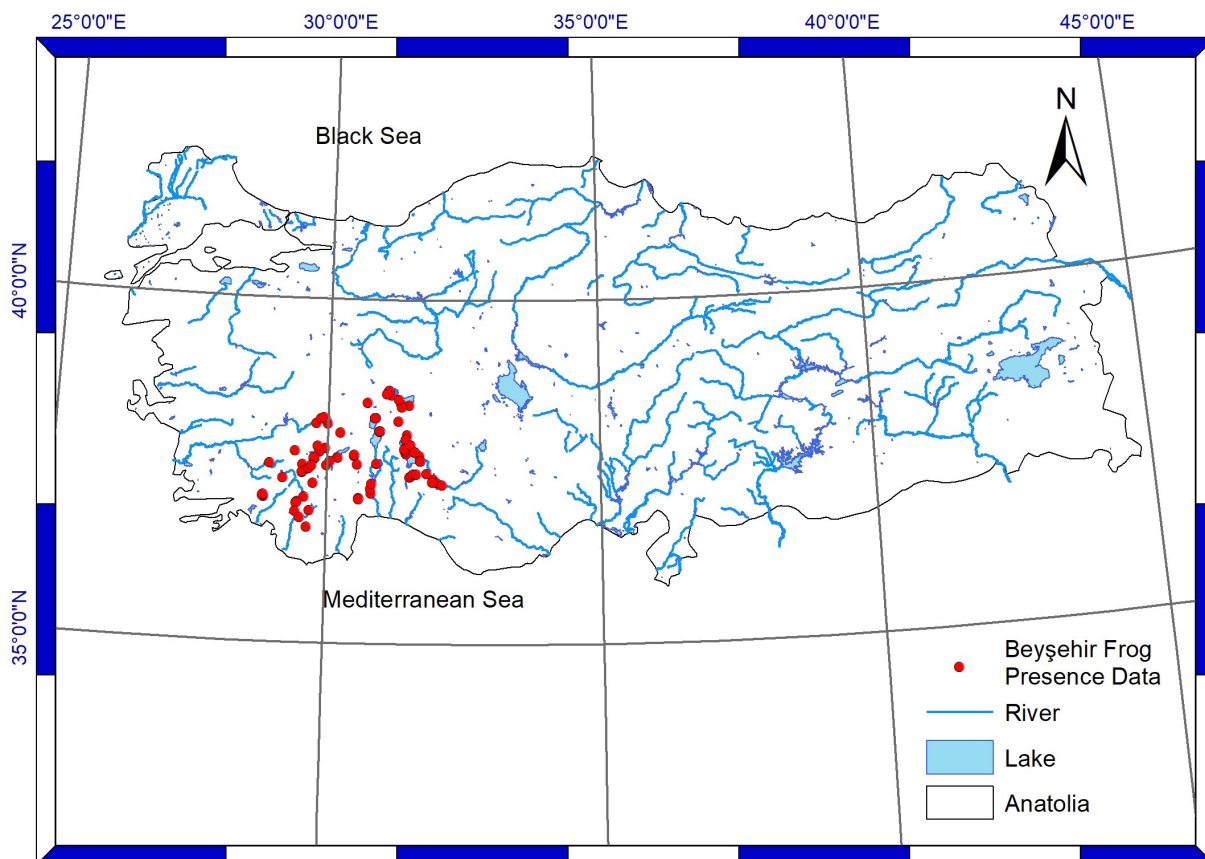 25°0'0"E 30°0'0"E 35°0'0"E 40°0'0"E 45°0'0"E
N
Black Sea
40°0'0"N
Mediterranean Sea
35°0'0"N
Beyşehir Frog
Presence Data
River
Lake
Anatolia